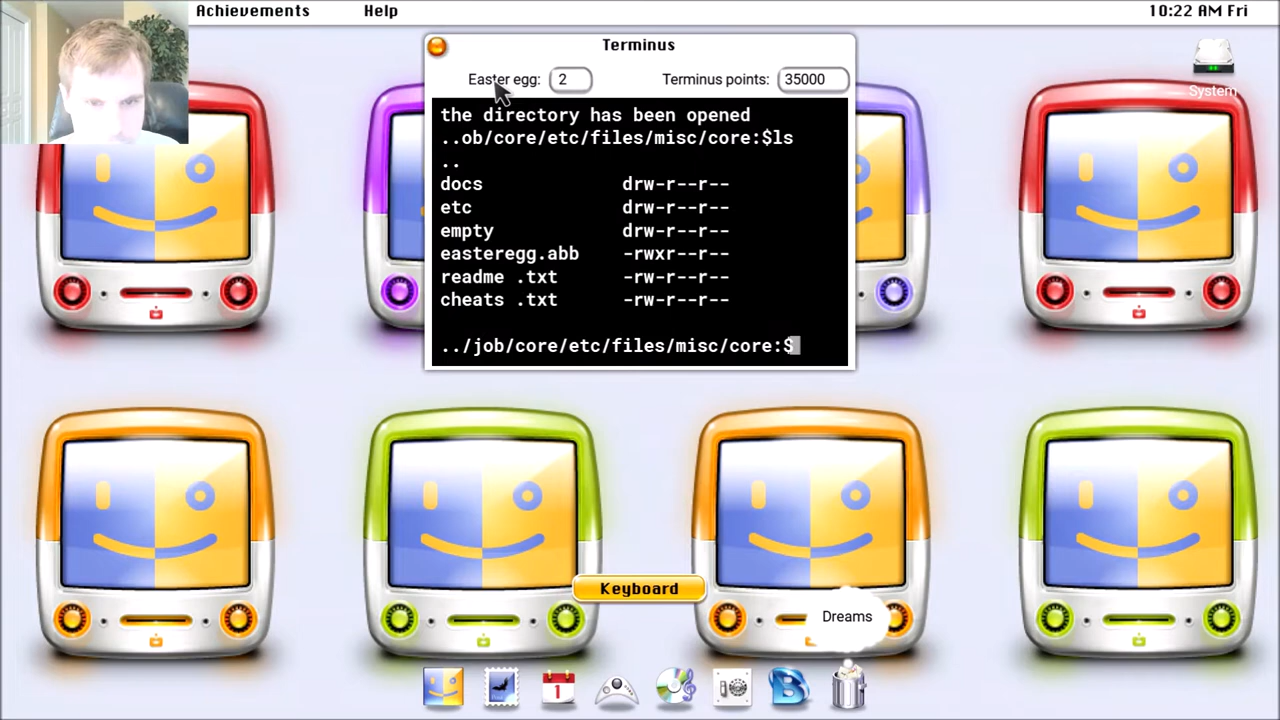 Achievements Help 10:22 AM Fri
Terminus
Easteregg: 2 Terminus points: 35000
System
the directory has been opened
..ob/core/etc/files/misc/core:$ls
..
docs drw-r--r--
etc drw-r--r--
empty drw-r--r--
easteregg.abb -rwxr--r--
readme .txt -rw-r--r--
cheats .txt -rw-r--r--
../job/core/etc/files/misc/core:$
Keyboard
Dreams
1